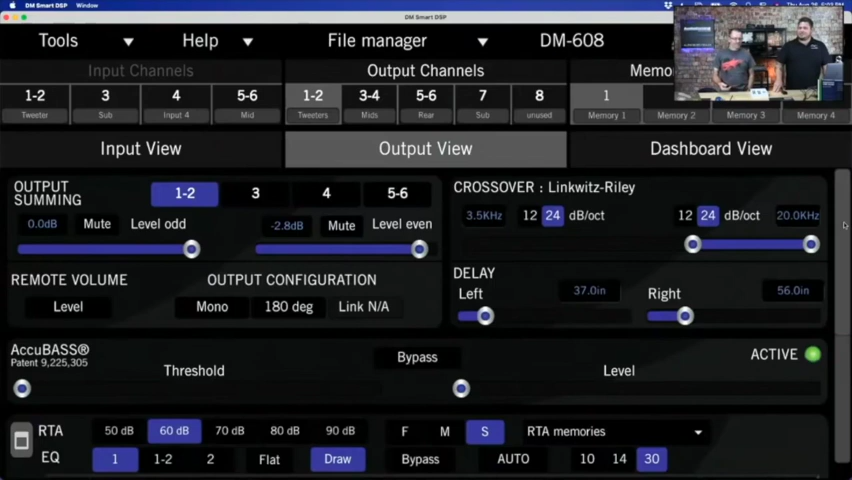 DM Smart DSP Window
DM Smart DSP
Tools Help File manager DM-608
Input Channels Output Channels
1-2 3 4 5-6 1-2 3-4 5-6 7 8 1
Tweeter Sub Input 4 Mid Tweeters Mids Rear Sub unused Memory 1 Memory 2 Memory 3 Memory 4
Input View Output View Dashboard View
OUTPUT SUMMING 1-2 3 4 5-6
0.0dB Mute Level odd -2.8dB Mute Level even
CROSSOVER : Linkwitz-Riley
3.5KHz 12 24 dB/oct 12 24 dB/oct 20.0KHz
REMOTE VOLUME OUTPUT CONFIGURATION
Level Mono 180 deg Link N/A
DELAY
Left 37.0in Right 56.0in
AccuBASS®
Patent 9,225,305
Threshold Bypass Level ACTIVE
RTA 50 dB 60 dB 70 dB 80 dB 90 dB F M S RTA memories
EQ 1 1-2 2 Flat Draw Bypass AUTO 10 14 30